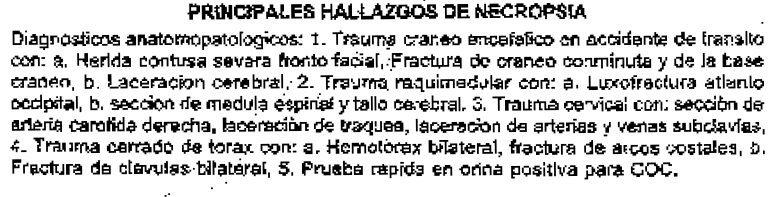 PRINCIPALES HALLAZGOS DE NECROPSIA
Diagnosticos anatomopatologicos: 1. Trauma craneo encefalico en accidente de transito
con: a. Herida contusa severa fronto facial, Fractura de craneo conminuta y de la base
craneo, b. Laceracion cerebral, 2. Trauma raquimedular con: a. Luxofractura atlanto
occipital, b. sección de medula espinal y tallo cerebral. 3. Trauma cervical con: sección de
arteria carotida derecha, laceración de traquea, laceracion de arterias y venas subclavias,
4. Trauma cerrado de torax con: a. Hemotórax bilateral, fractura de arcos costales, b.
Fractura de clavulas bilateral, 5. Prueba rapida en orina positiva para COC.